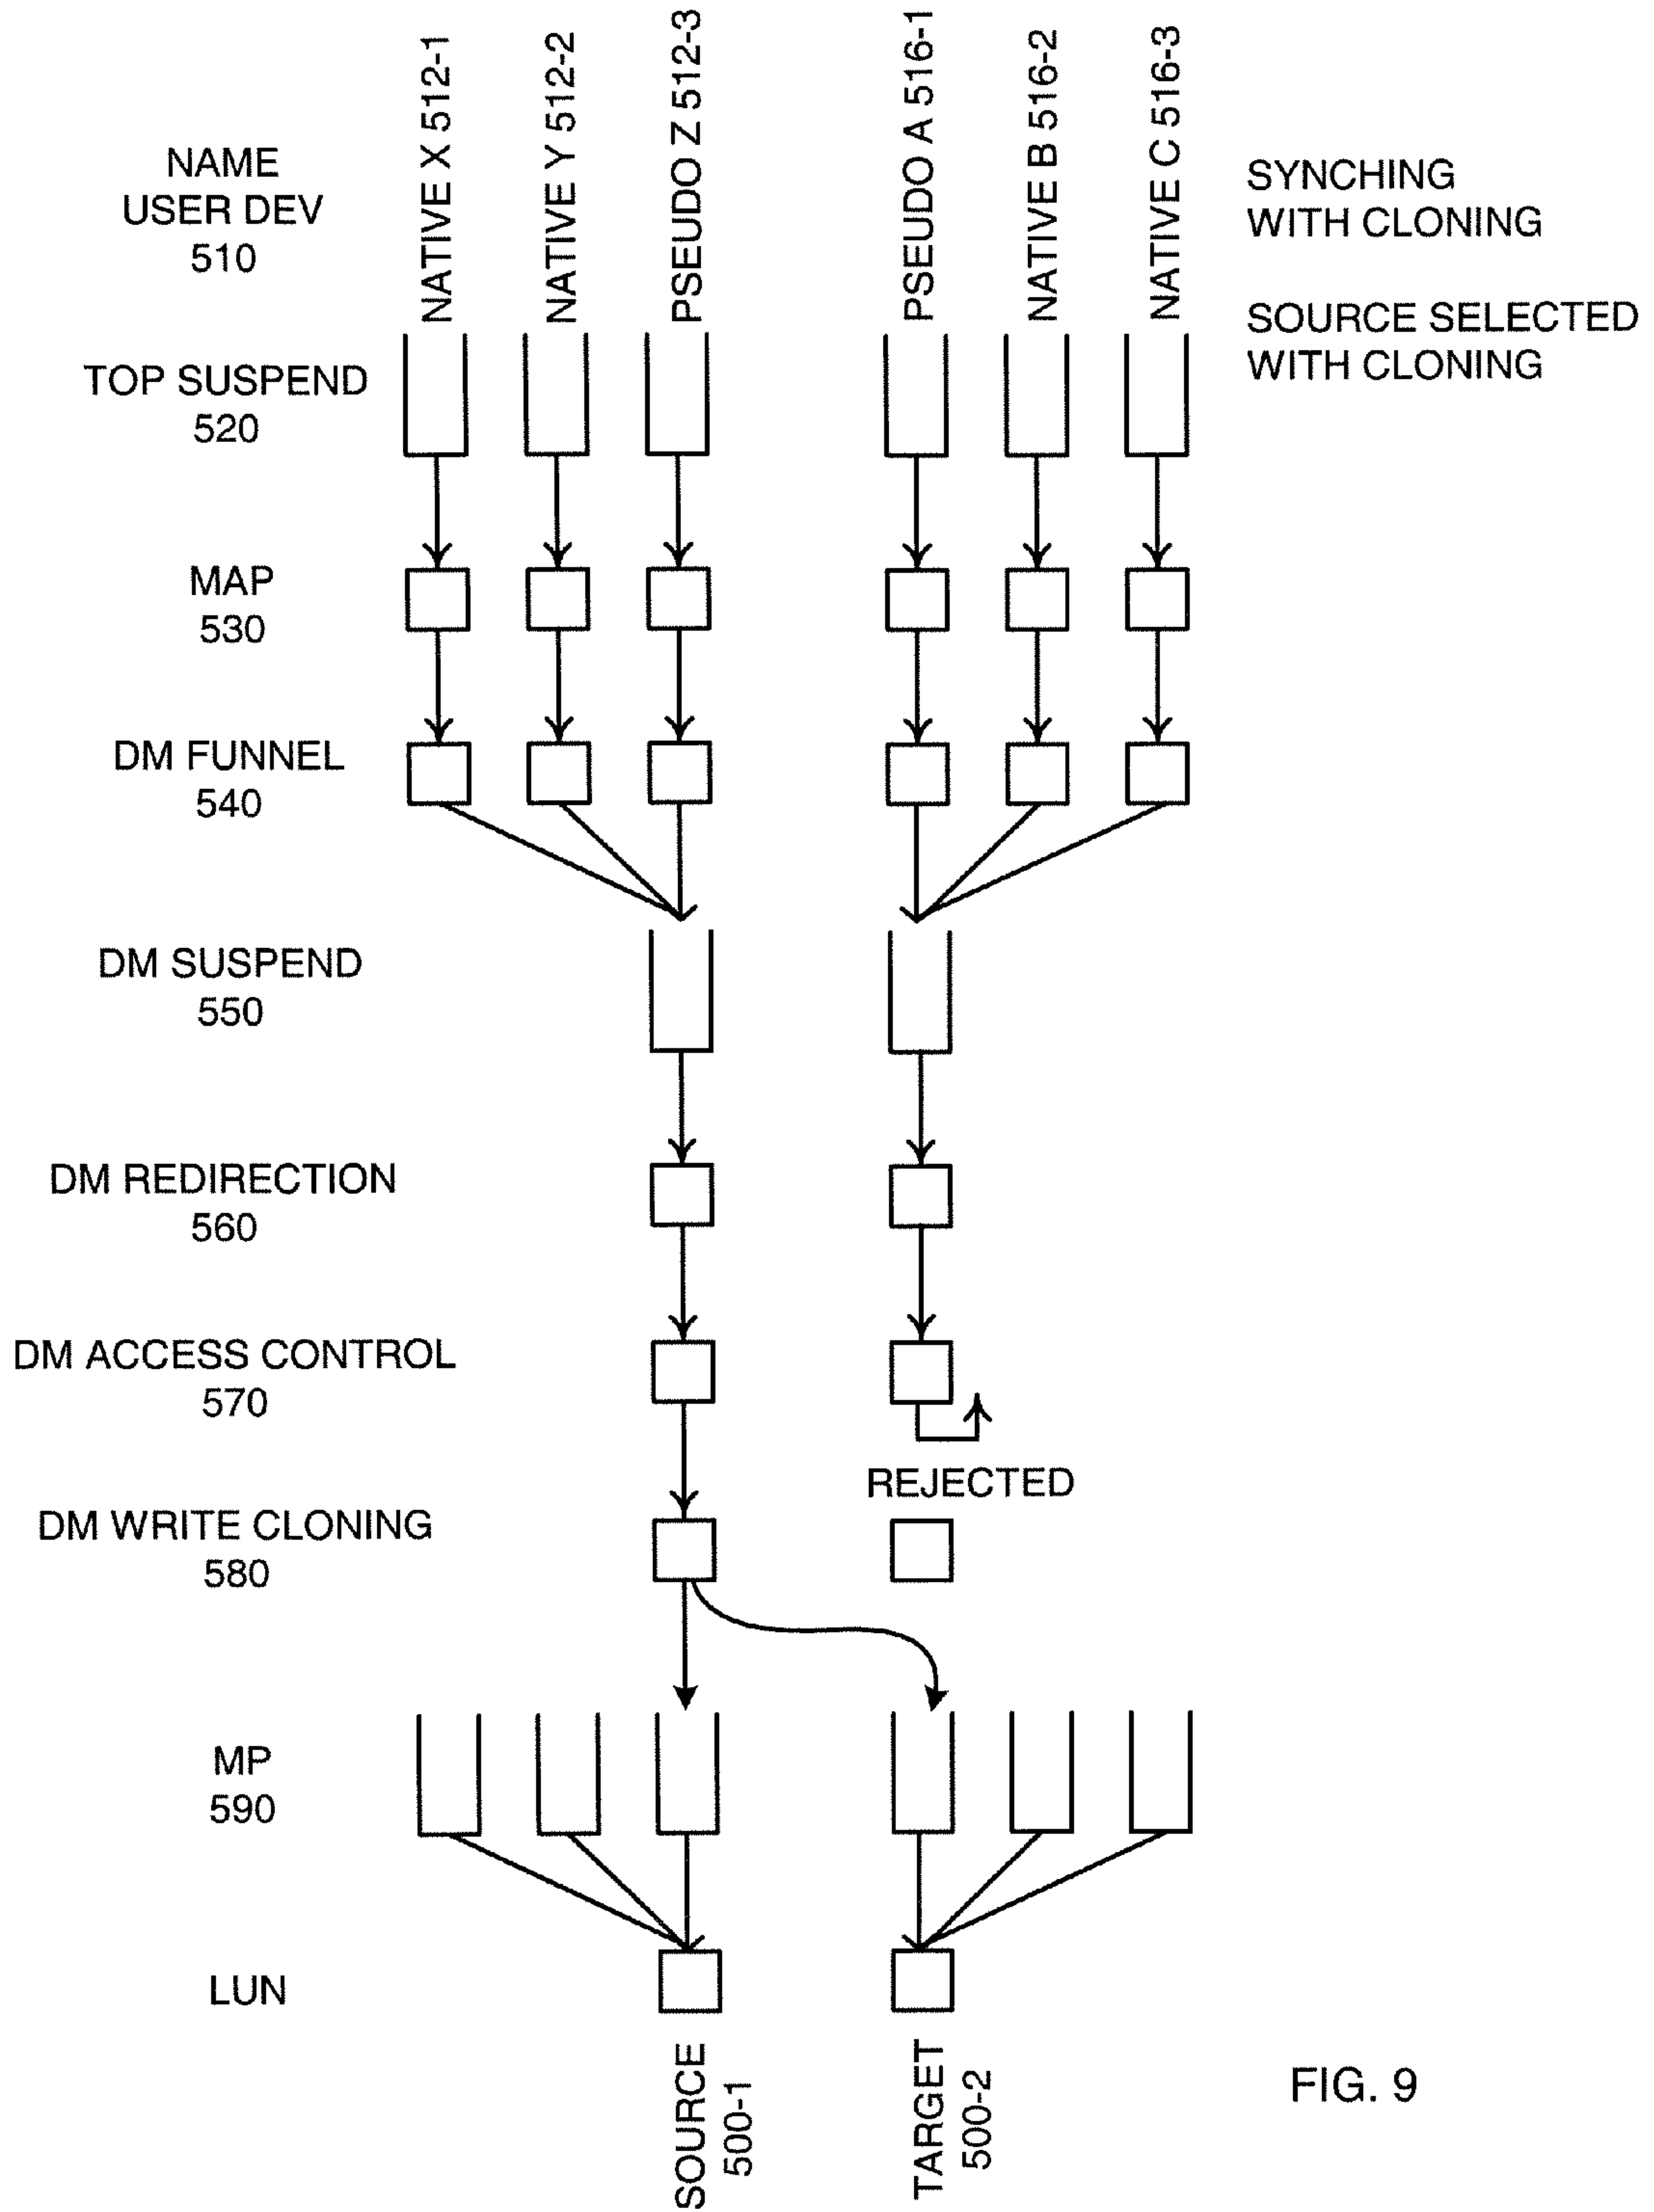 NATIVE X 512-1
NATIVE Y 512-2
PSEUDO Z 512-3
PSEUDO A 516-1
NATIVE B 516-2
NATIVE C 516-3
NAME
USER DEV
510
SYNCHING
WITH CLONING
SOURCE SELECTED
WITH CLONING
TOP SUSPEND
520
MAP
530
DM FUNNEL
540
DM SUSPEND
550
DM REDIRECTION
560
DM ACCESS CONTROL
570
REJECTED
DM WRITE CLONING
580
MP
590
LUN
SOURCE
500-1
TARGET
500-2
FIG. 9